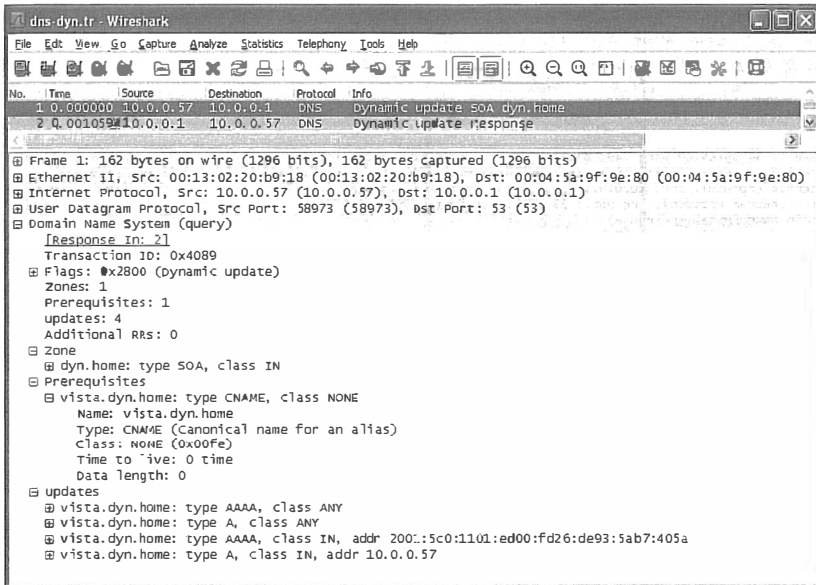 dns-dyn.tr - Wireshark
File Edit View Go Capture Analyze Statistics Telephony Tools Help
No. Time Source Destination Protocol Info
1 0.000000 10.0.0.57 10.0.0.1 DNS Dynamic update SOA dyn.home
2 0.001059 10.0.0.1 10.0.0.57 DNS Dynamic update response
Frame 1: 162 bytes on wire (1296 bits), 162 bytes captured (1296 bits)
Ethernet II, Src: 00:13:02:20:b9:18 (00:13:02:20:b9:18), Dst: 00:04:5a:9f:9e:80 (00:04:5a:9f:9e:80)
Internet Protocol, Src: 10.0.0.57 (10.0.0.57), Dst: 10.0.0.1 (10.0.0.1)
User Datagram Protocol, Src Port: 58973 (58973), Dst Port: 53 (53)
Domain Name System (query)
[Response In: 2]
Transaction ID: 0x4089
Flags: 0x2800 (Dynamic update)
Zones: 1
Prerequisites: 1
updates: 4
Additional RRs: 0
Zone
dyn.home: type SOA, class IN
Prerequisites
vista.dyn.home: type CNAME, class NONE
Name: vista.dyn.home
Type: CNAME (Canonical name for an alias)
Class: NONE (0x00fe)
Time to live: 0 time
Data length: 0
updates
vista.dyn.home: type AAAA, class ANY
vista.dyn.home: type A, class ANY
vista.dyn.home: type AAAA, class IN, addr 2001:5c0:1101:ed00:fd26:de93:5ab7:405a
vista.dyn.home: type A, class IN, addr 10.0.0.57